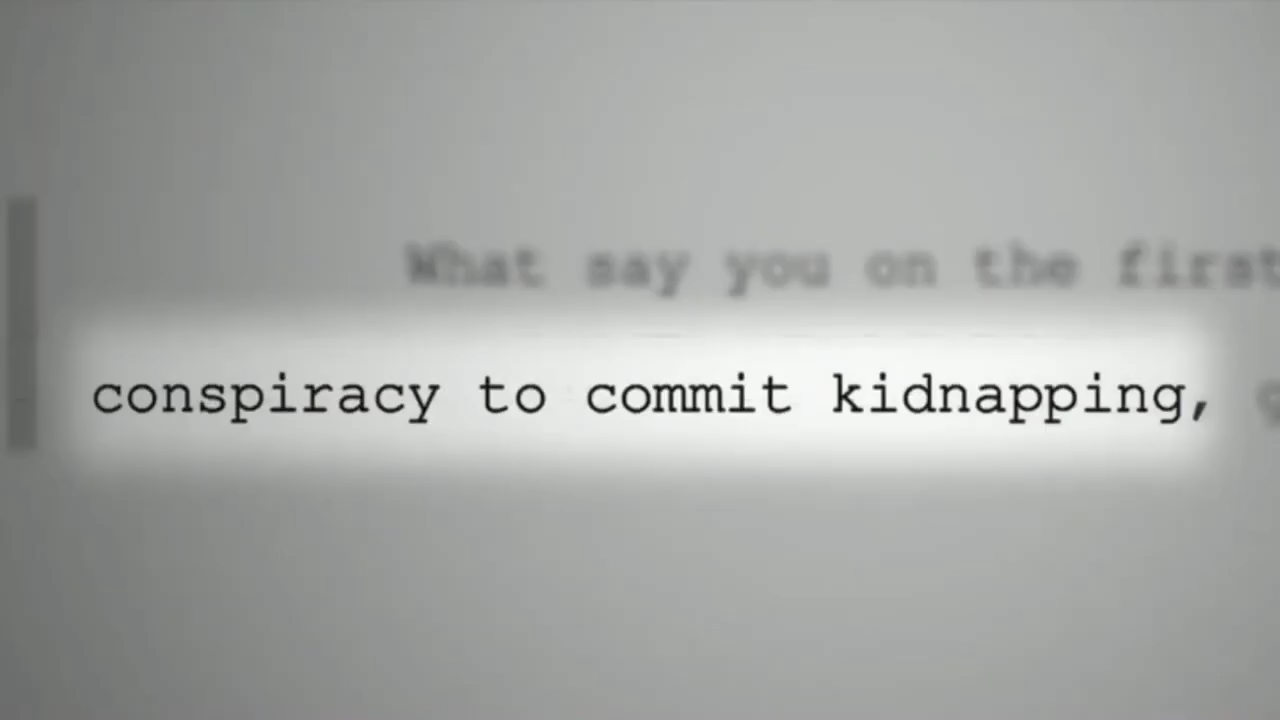 What say you on the first
conspiracy to commit kidnapping,